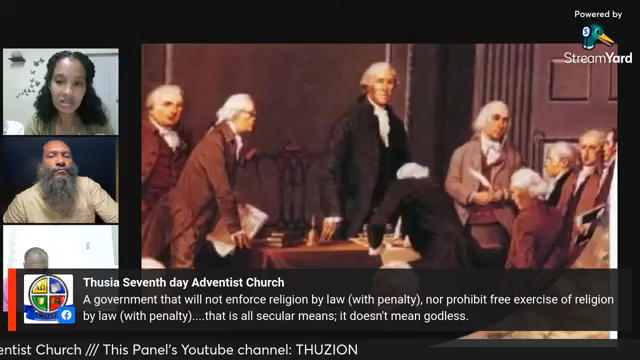 Powered by
StreamYard
Thusia Seventh day Adventist Church
A government that will not enforce religion by law (with penalty), nor prohibit free exercise of religion
by law (with penalty)....that is all secular means; it doesn't mean godless.
entist Church /// This Panel's Youtube channel: THUZION